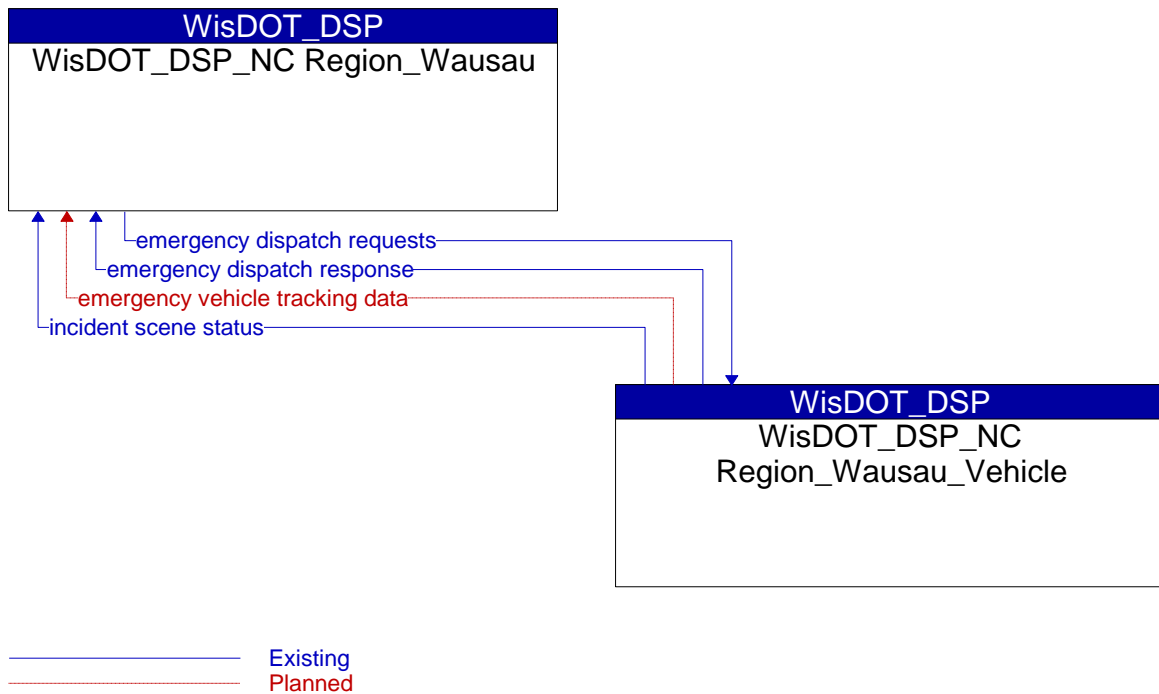 WisDOT_DSP
WisDOT_DSP_NC Region_Wausau
emergency dispatch requests
emergency dispatch response
emergency vehicle tracking data
incident scene status
WisDOT_DSP
WisDOT_DSP_NC
Region_Wausau_Vehicle
Existing
Planned